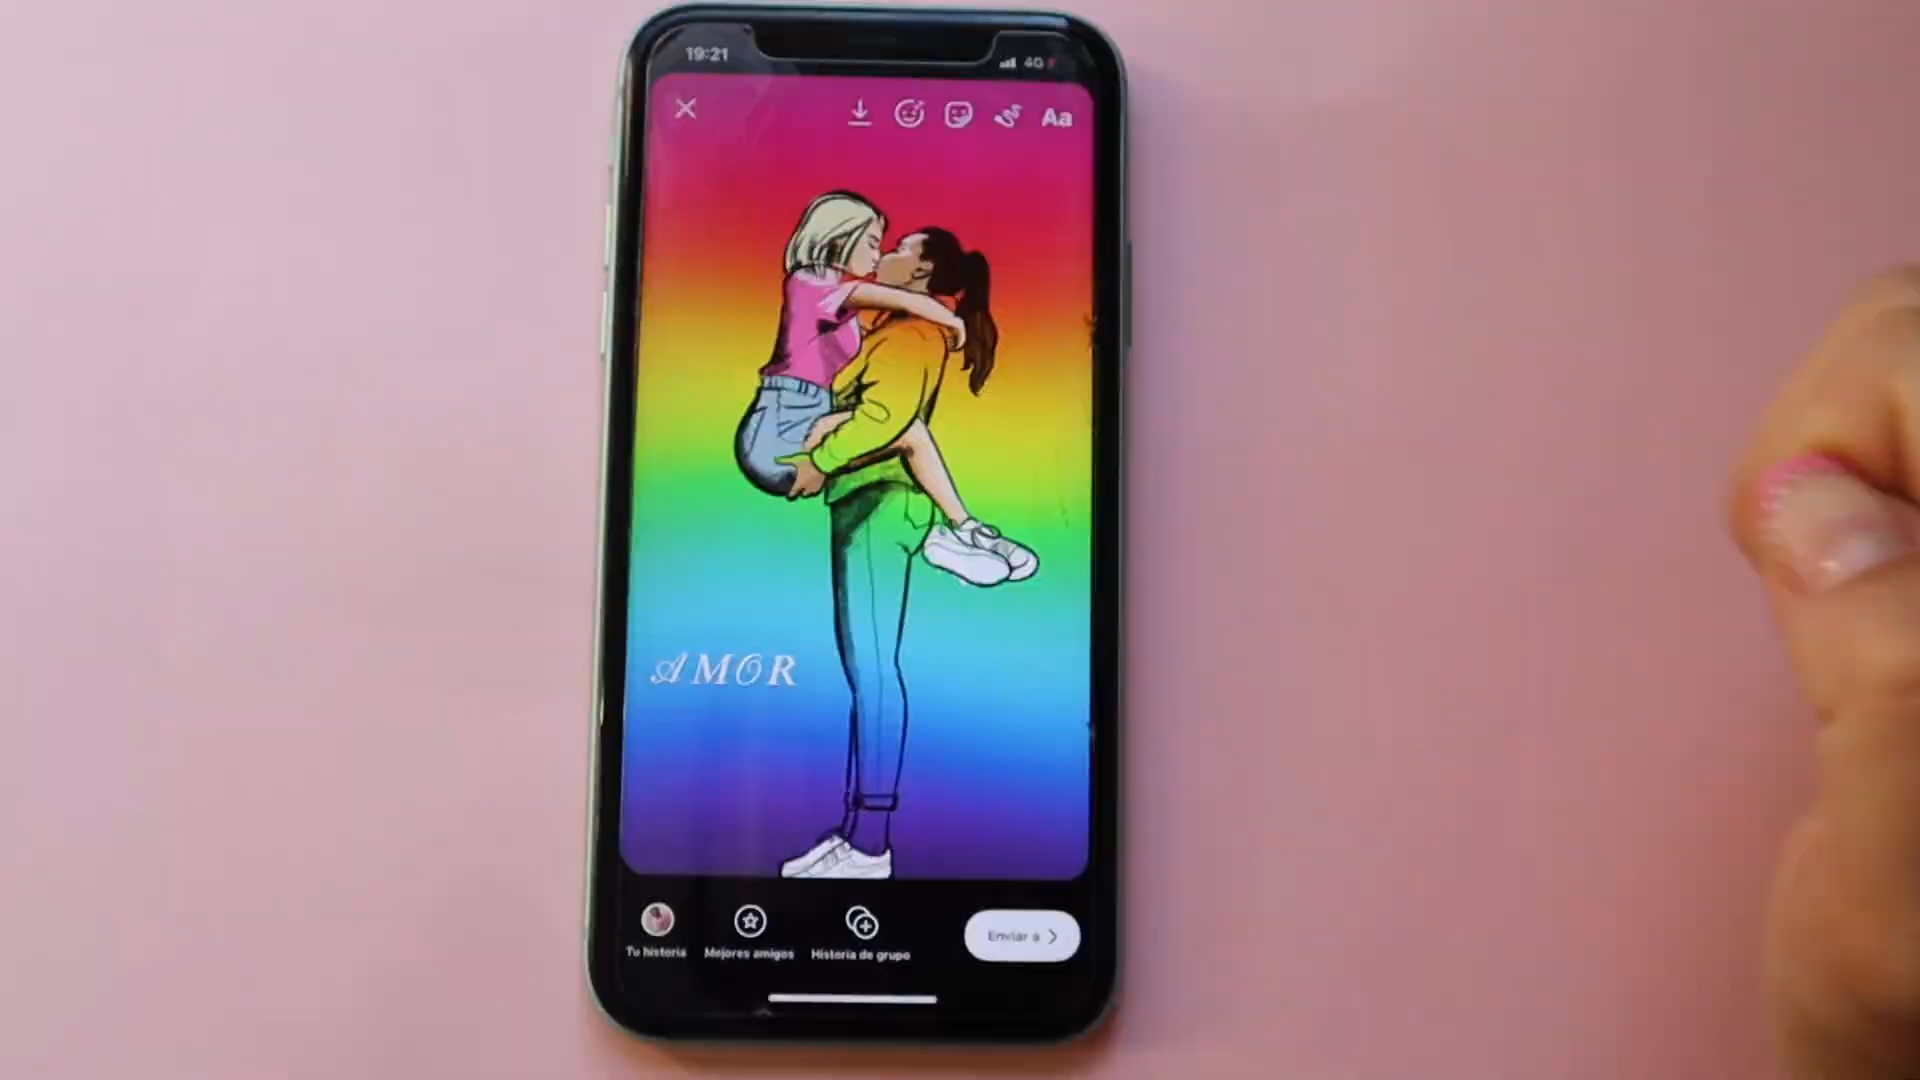 19:21
4G
Aa
AMOR
Tu historia
Mejores amigos
Historia de grupo
Enviar a